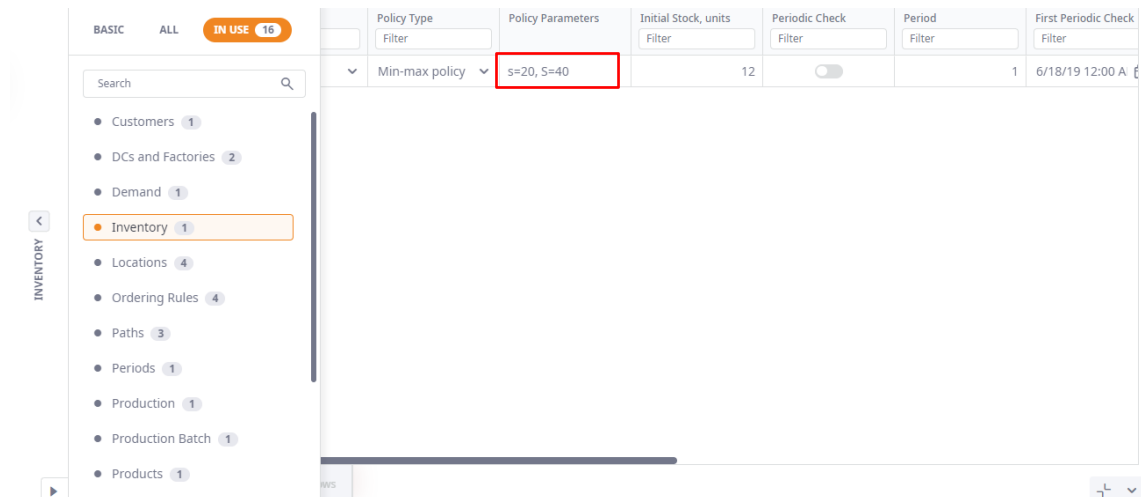 BASIC ALL IN USE 16
Search
Customers 1
DCs and Factories 2
Demand 1
Inventory 1
Locations 4
Ordering Rules 4
Paths 3
Periods 1
Production 1
Production Batch 1
Products 1
INVENTORY
Policy Type Policy Parameters Initial Stock, units Periodic Check Period First Periodic Check
Filter Filter Filter Filter Filter
Min-max policy s=20, S=40 12 1 6/18/19 12:00 A